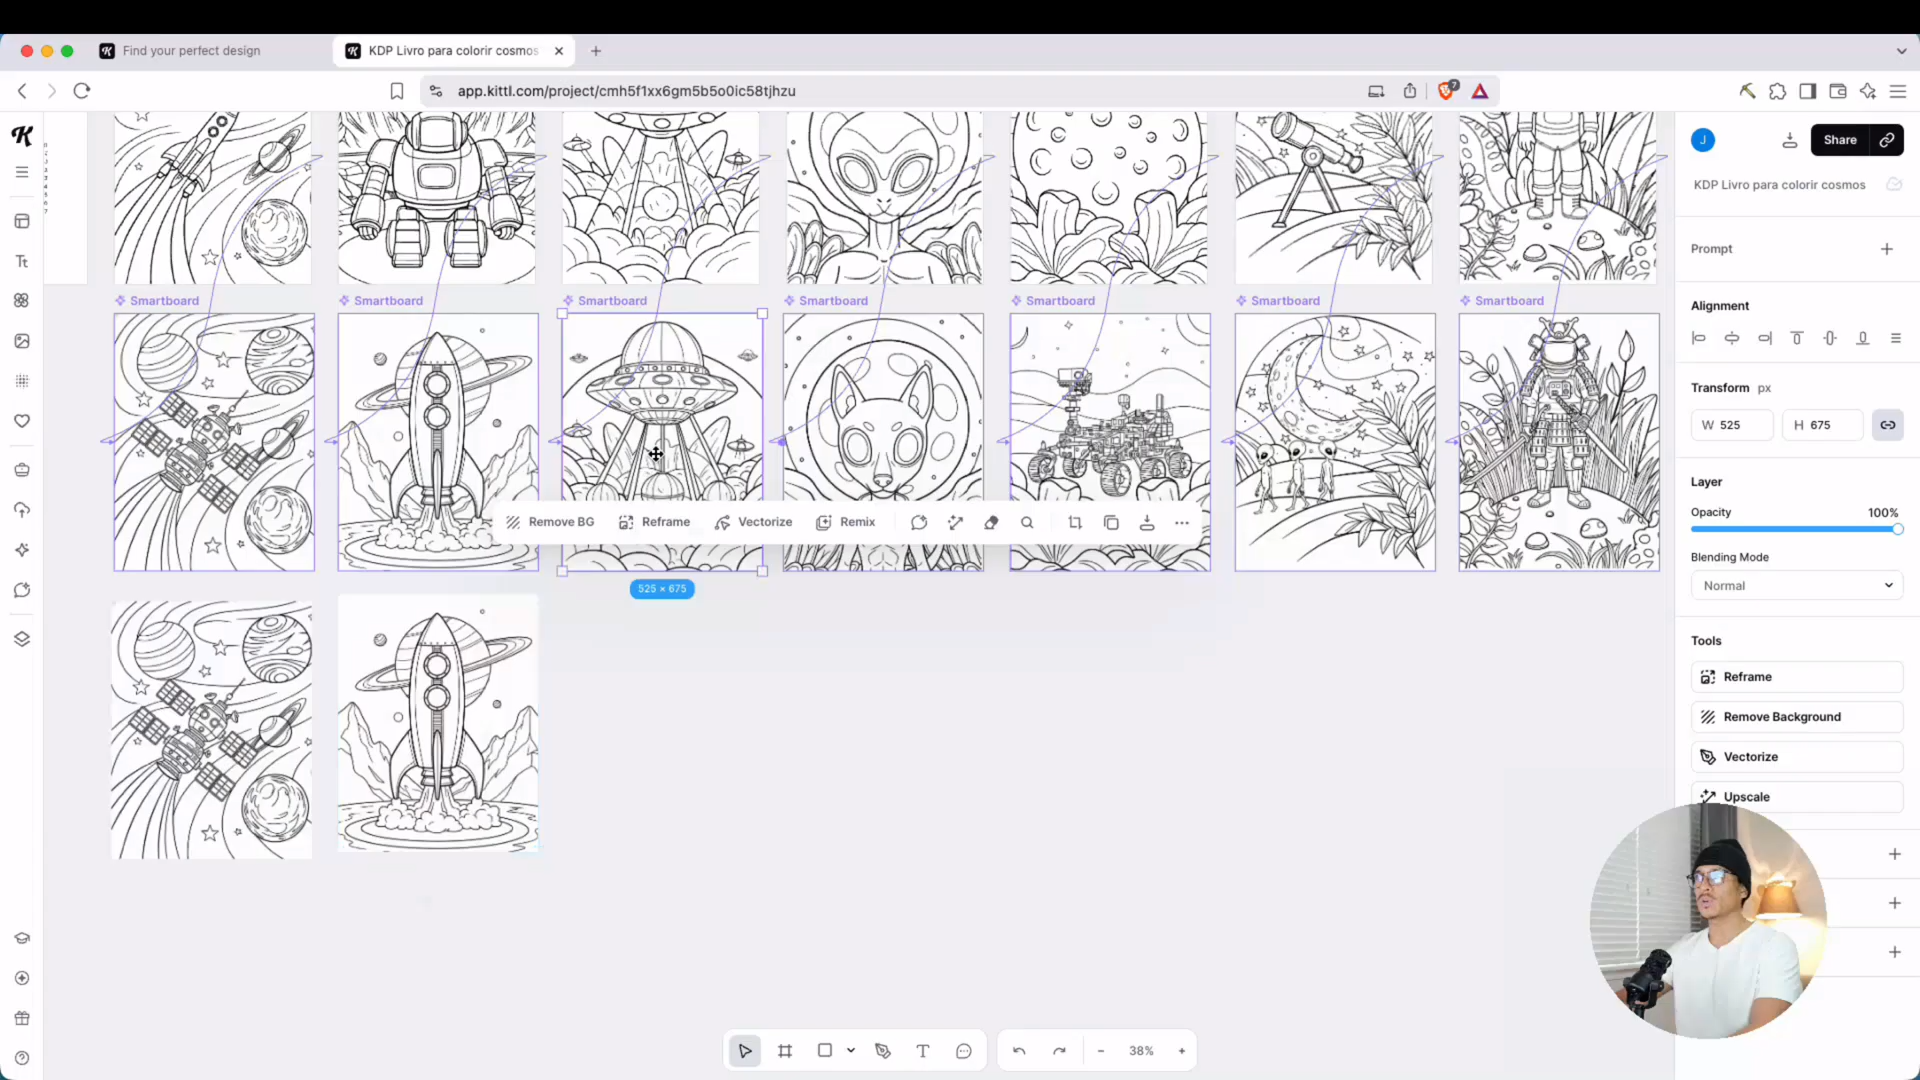 Find your perfect design
KDP Livro para colorir cosmos
app.kittl.com/project/cmh5f1xx6gm5b5o0ic58tjhzu
7
J
Share
KDP Livro para colorir cosmos
Prompt
Alignment
Transform px
W 525
H 675
Layer
Opacity 100%
Blending Mode
Normal
Tools
Reframe
Remove Background
Vectorize
Upscale
Smartboard
Smartboard
Smartboard
Smartboard
Smartboard
Smartboard
Smartboard
Remove BG
Reframe
Vectorize
Remix
525 × 675
Tt
38%